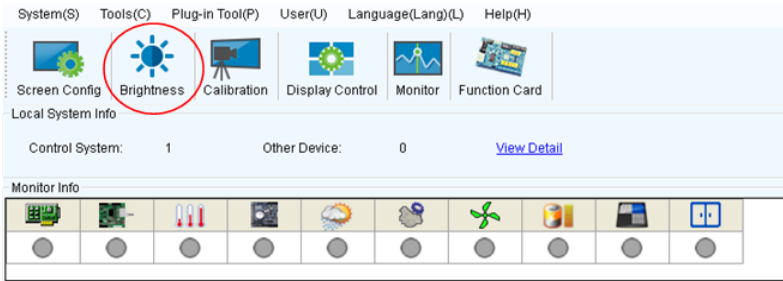 System(S) Tools(C) Plug-in Tool(P) User(U) Language(Lang)(L) Help(H)
Screen Config Brightness Calibration Display Control Monitor Function Card
Local System Info
Control System: 1 Other Device: 0 View Detail
Monitor Info